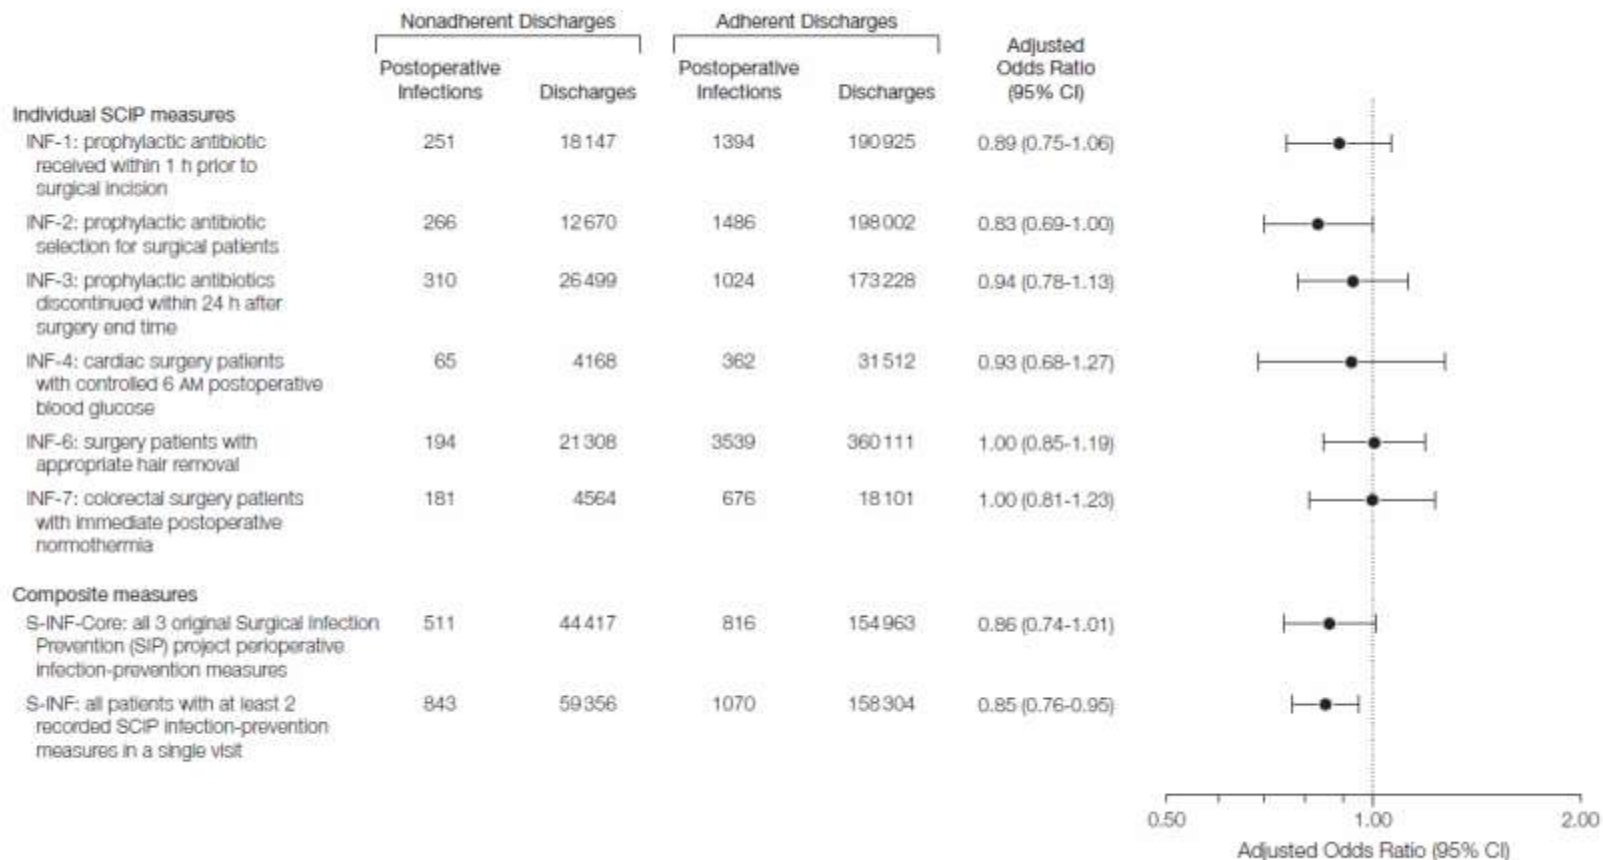 Nonadherent Discharges Adherent Discharges
Postoperative Infections Discharges Postoperative Infections Discharges Adjusted Odds Ratio (95% CI)
Individual SCIP measures
INF-1: prophylactic antibiotic 251 18147 1394 190925 0.89 (0.75-1.06)
received within 1 h prior to
surgical incision
INF-2: prophylactic antibiotic 266 12670 1486 198002 0.83 (0.69-1.00)
selection for surgical patients
INF-3: prophylactic antibiotics 310 26499 1024 173228 0.94 (0.78-1.13)
discontinued within 24 h after
surgery end time
INF-4: cardiac surgery patients 65 4168 362 31512 0.93 (0.68-1.27)
with controlled 6 AM postoperative
blood glucose
INF-6: surgery patients with 194 21308 3539 360111 1.00 (0.85-1.19)
appropriate hair removal
INF-7: colorectal surgery patients 181 4564 676 18101 1.00 (0.81-1.23)
with immediate postoperative
normothermia
Composite measures
S-INF-Core: all 3 original Surgical Infection 511 44417 816 154963 0.86 (0.74-1.01)
Prevention (SIP) project perioperative
infection-prevention measures
S-INF: all patients with at least 2 843 59356 1070 158304 0.85 (0.76-0.95)
recorded SCIP infection-prevention
measures in a single visit
0.50 1.00 2.00
Adjusted Odds Ratio (95% CI)